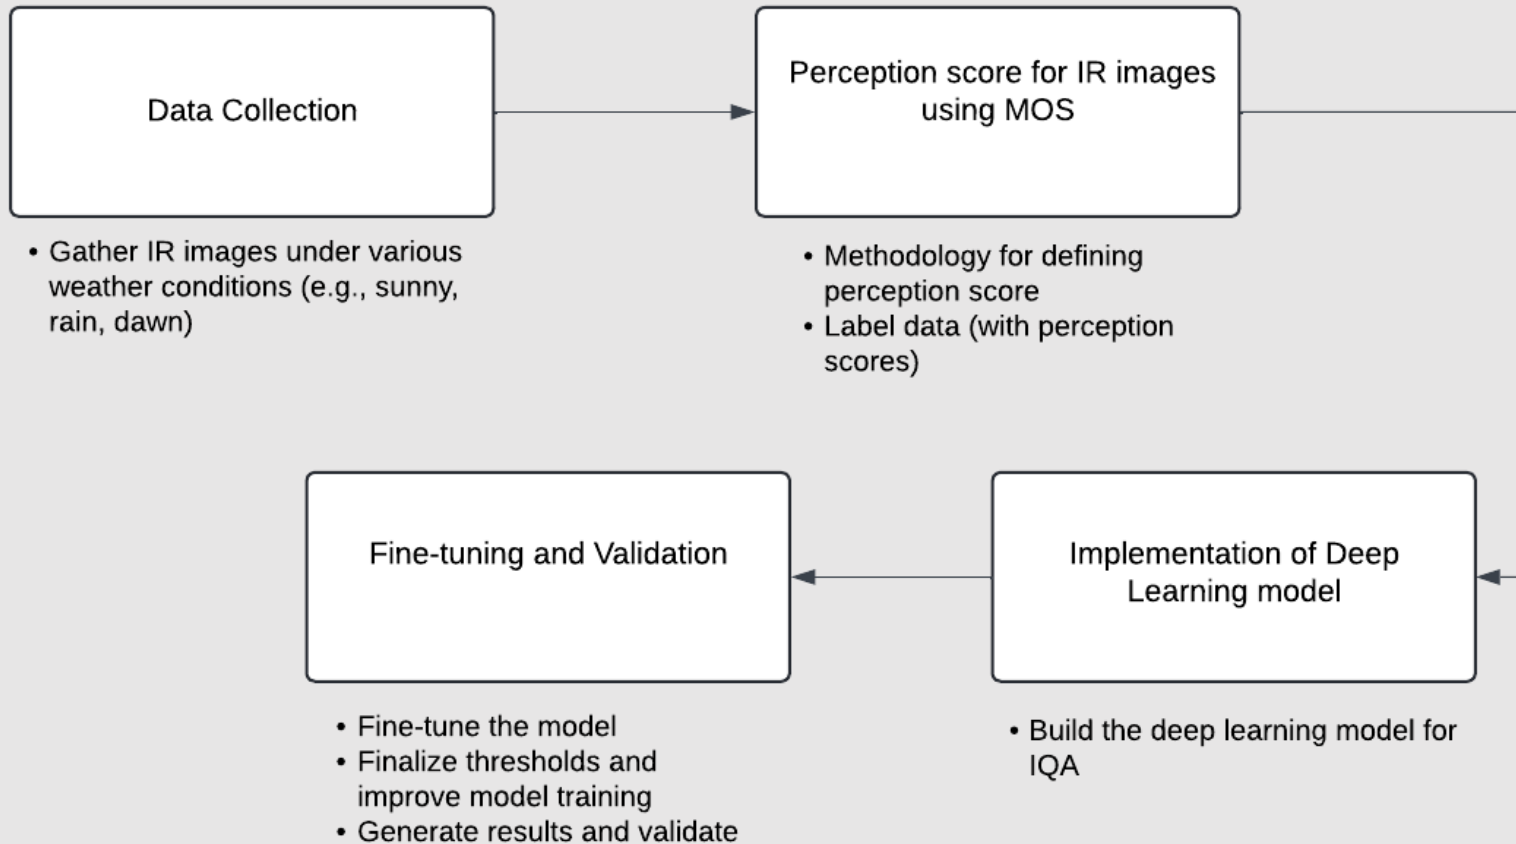 Data Collection
Perception score for IR images
using MOS
• Gather IR images under various
weather conditions (e.g., sunny,
rain, dawn)
• Methodology for defining
perception score
• Label data (with perception
scores)
Fine-tuning and Validation
Implementation of Deep
Learning model
• Fine-tune the model
• Finalize thresholds and
improve model training
• Generate results and validate
• Build the deep learning model for
IQA